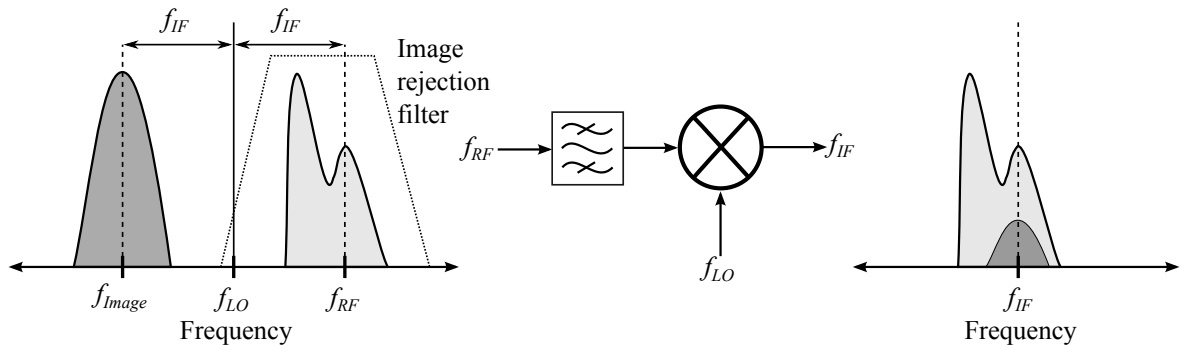 f_IF
f_IF
Image
rejection
filter
f_Image
f_LO
f_RF
Frequency
f_RF
f_IF
f_LO
f_IF
Frequency